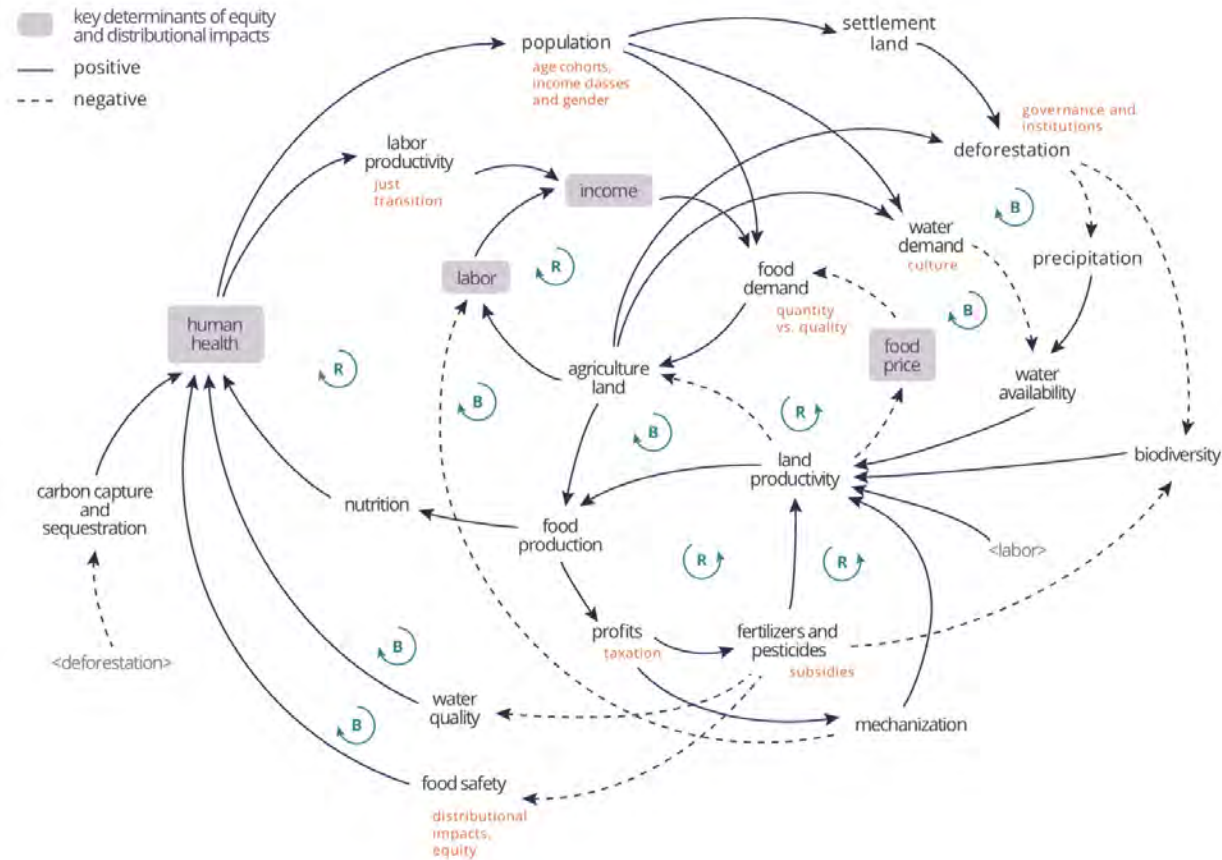 key determinants of equity
and distributional impacts
positive
negative
population
age cohorts,
income classes
and gender
settlement
land
governance and
institutions
deforestation
labor
productivity
just
transition
income
B
water
demand
culture
precipitation
labor
R
food
demand
quantity
vs. quality
B
human
health
R
food
price
agriculture
land
water
availability
B
B
R
land
productivity
biodiversity
carbon capture
and
sequestration
nutrition
food
production
<labor>
R
R
profits
taxation
fertilizers and
pesticides
subsidies
<deforestation>
B
water
quality
B
mechanization
food safety
distributional
impacts,
equity